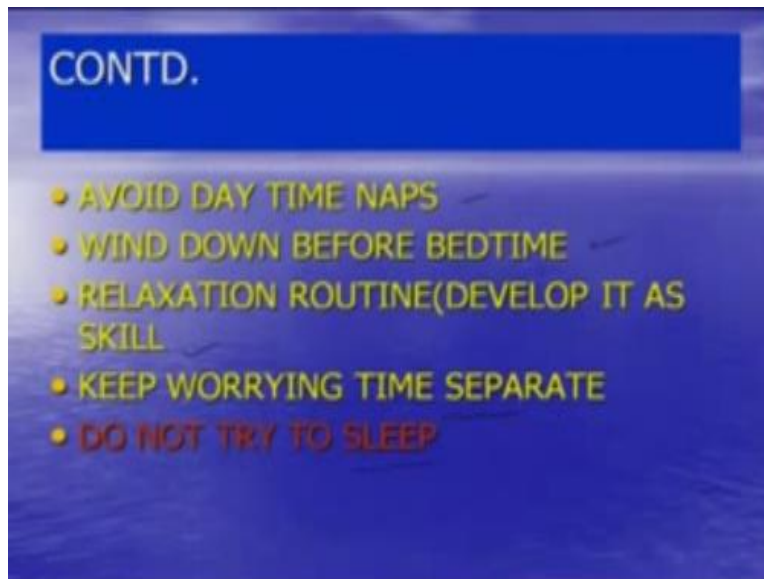 CONTD.
• AVOID DAY TIME NAPS
• WIND DOWN BEFORE BEDTIME
• RELAXATION ROUTINE(DEVELOP IT AS
SKILL
• KEEP WORRYING TIME SEPARATE
• DO NOT TRY TO SLEEP